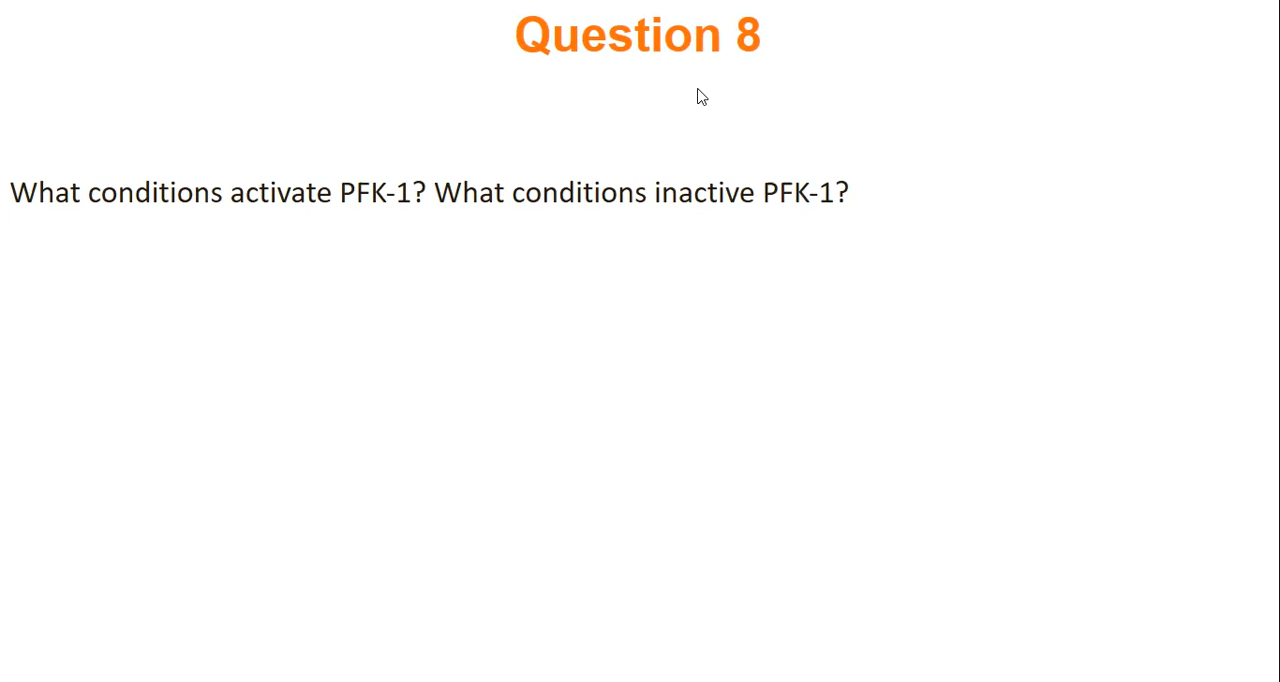 Question 8
What conditions activate PFK-1? What conditions inactive PFK-1?